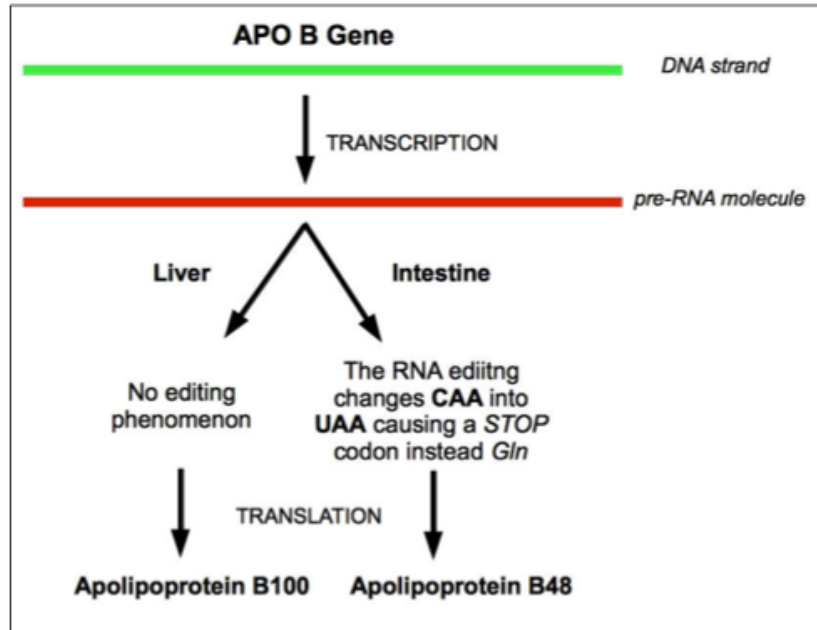 APO B Gene
DNA strand
TRANSCRIPTION
pre-RNA molecule
Liver
Intestine
No editing
phenomenon
The RNA ediitng
changes CAA into
UAA causing a STOP
codon instead Gln
TRANSLATION
Apolipoprotein B100
Apolipoprotein B48